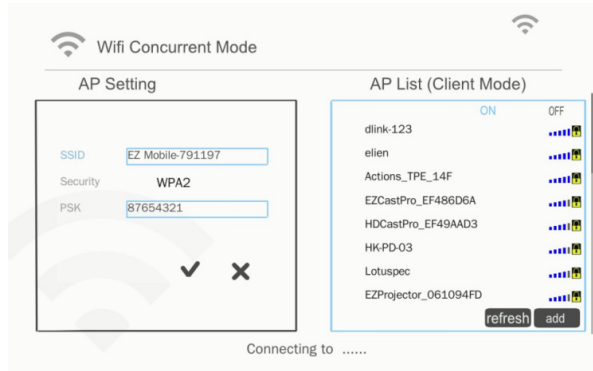 Wifi Concurrent Mode
AP Setting
SSID EZ Mobile-791197
Security WPA2
PSK 87654321
AP List (Client Mode)
ON OFF
dlink-123
elien
Actions_TPE_14F
EZCastPro_EF486D6A
HDCastPro_EF49AAD3
HK-PD-03
Lotuspec
EZProjector_061094FD
refresh add
Connecting to ......